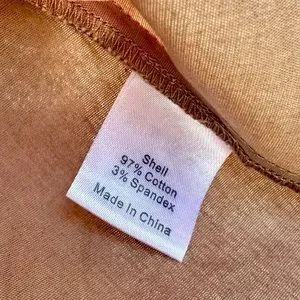 Shell
97% Cotton
3% Spandex
Made In China